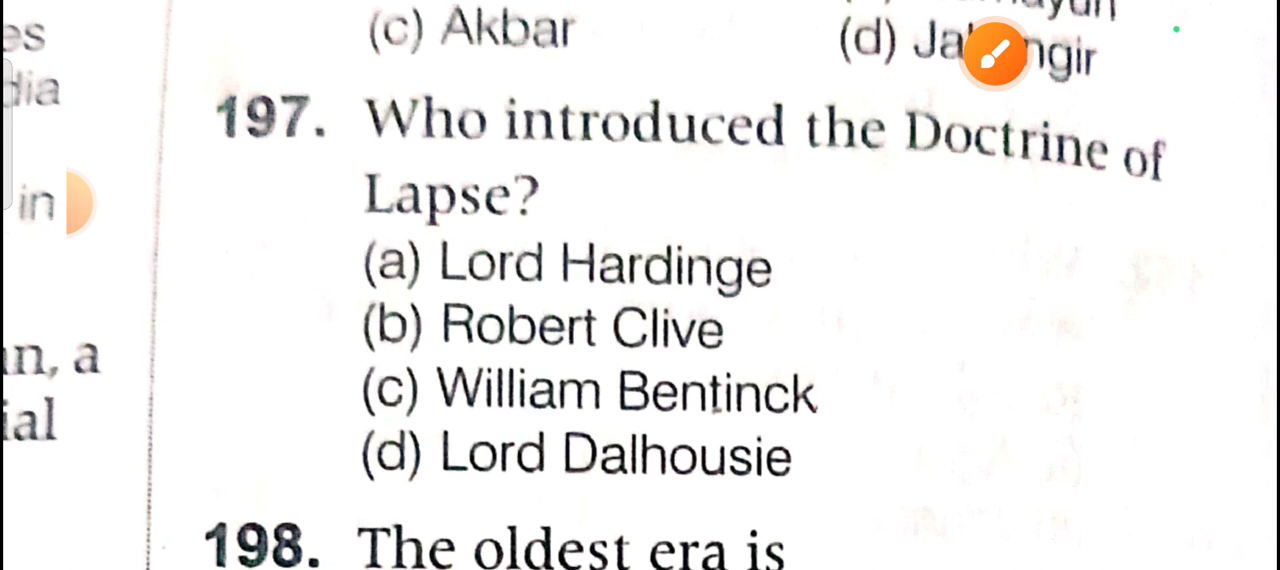 es
dia
in
n, a
ial
(c) Akbar
(d)
197. Who introduced the Doctrine of
Lapse?
(a) Lord Hardinge
(b) Robert Clive
(c) William Bentinck
(d) Lord Dalhousie
198. The oldest era is